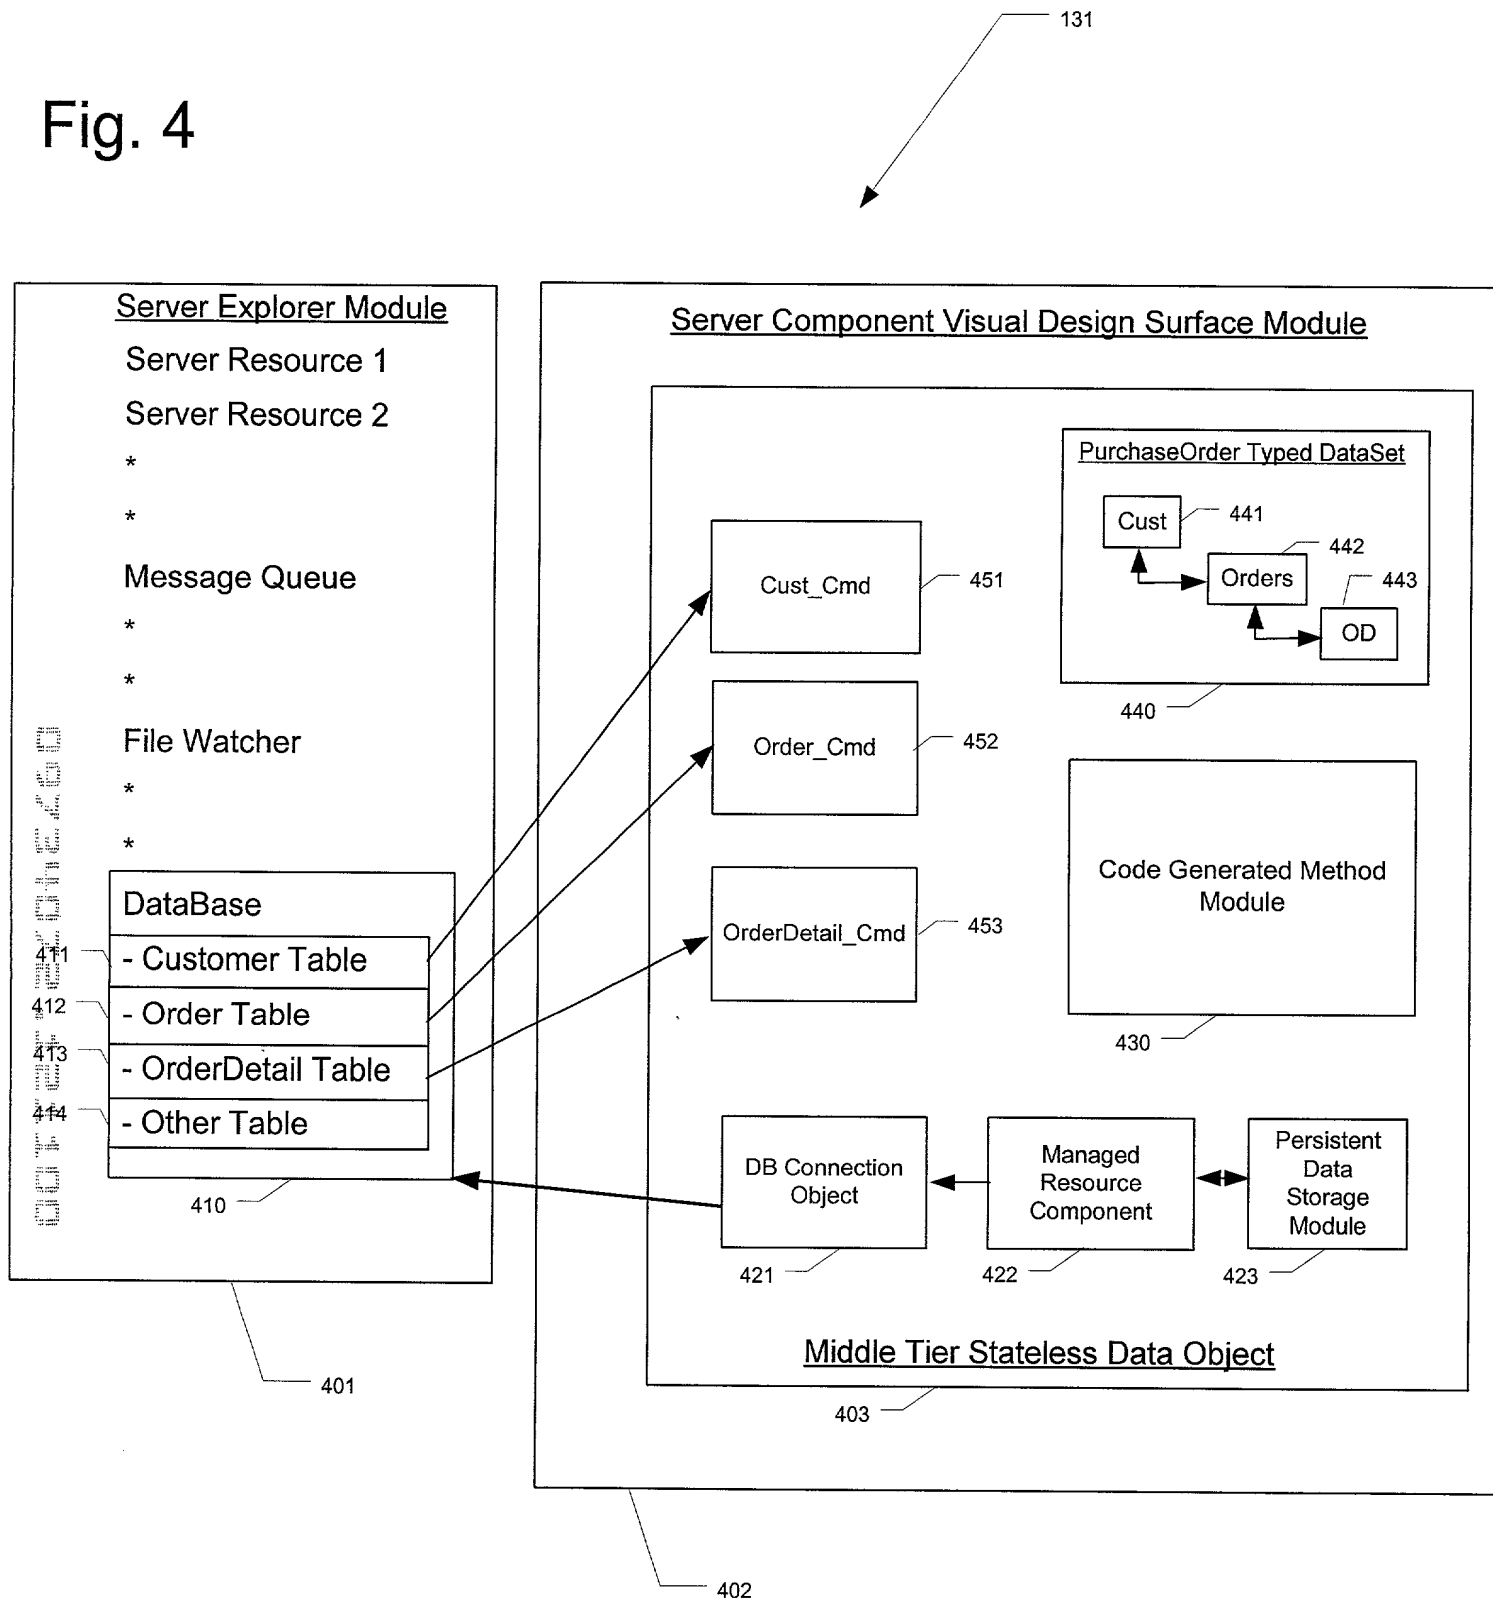 131
Fig. 4
Server Explorer Module
Server Resource 1
Server Resource 2
*
*
Message Queue
*
*
File Watcher
*
*
DataBase
411
- Customer Table
412
- Order Table
413
- OrderDetail Table
414
- Other Table
410
401
Server Component Visual Design Surface Module
PurchaseOrder Typed DataSet
Cust
441
Orders
442
OD
443
440
Cust_Cmd
451
Order_Cmd
452
OrderDetail_Cmd
453
Code Generated Method
Module
430
DB Connection
Object
421
Managed
Resource
Component
422
Persistent
Data
Storage
Module
423
Middle Tier Stateless Data Object
403
402